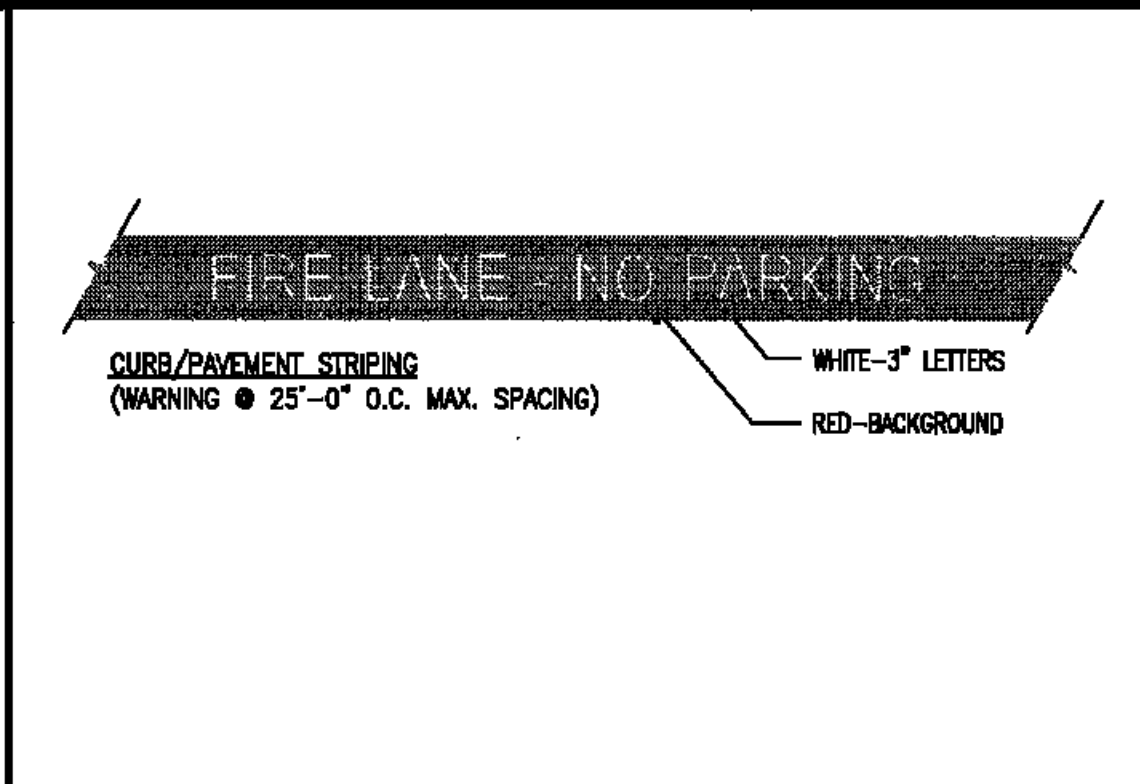 FIRE LANE - NO PARKING
CURB/PAVEMENT STRIPING
(WARNING @ 25'-0" O.C. MAX. SPACING)
WHITE-3" LETTERS
RED-BACKGROUND